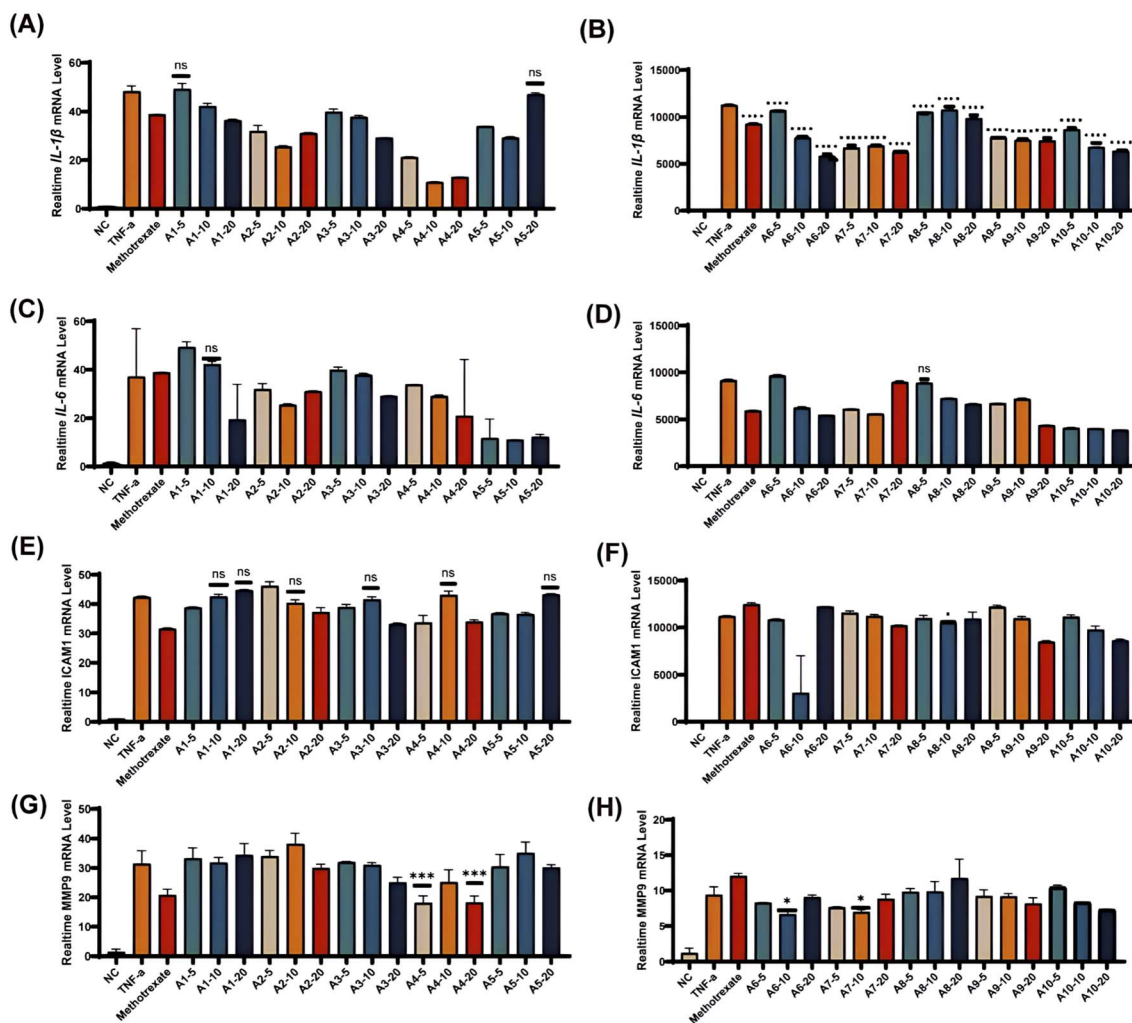 (A)
Realtime IL-1β mRNA Level
60
40
20
0
ns
ns
NC
TNF-a
Methotrexate
A1-5
A1-10
A1-20
A2-5
A2-10
A2-20
A3-5
A3-10
A3-20
A4-5
A4-10
A4-20
A5-5
A5-10
A5-20
(B)
Realtime IL-1β mRNA Level
15000
10000
5000
0
NC
TNF-a
Methotrexate
A6-5
A6-10
A6-20
A7-5
A7-10
A7-20
A8-5
A8-10
A8-20
A9-5
A9-10
A9-20
A10-5
A10-10
A10-20
(C)
Realtime IL-6 mRNA Level
60
40
20
0
ns
NC
TNF-a
Methotrexate
A1-5
A1-10
A1-20
A2-5
A2-10
A2-20
A3-5
A3-10
A3-20
A4-5
A4-10
A4-20
A5-5
A5-10
A5-20
(D)
Realtime IL-6 mRNA Level
15000
10000
5000
0
ns
NC
TNF-a
Methotrexate
A6-5
A6-10
A6-20
A7-5
A7-10
A7-20
A8-5
A8-10
A8-20
A9-5
A9-10
A9-20
A10-5
A10-10
A10-20
(E)
Realtime ICAM1 mRNA Level
50
40
30
20
10
0
ns
ns
ns
ns
ns
ns
NC
TNF-a
Methotrexate
A1-5
A1-10
A1-20
A2-5
A2-10
A2-20
A3-5
A3-10
A3-20
A4-5
A4-10
A4-20
A5-5
A5-10
A5-20
(F)
Realtime ICAM1 mRNA Level
15000
10000
5000
0
NC
TNF-a
Methotrexate
A6-5
A6-10
A6-20
A7-5
A7-10
A7-20
A8-5
A8-10
A8-20
A9-5
A9-10
A9-20
A10-5
A10-10
A10-20
(G)
Realtime MMP9 mRNA Level
50
40
30
20
10
0
***
***
NC
TNF-a
Methotrexate
A1-5
A1-10
A1-20
A2-5
A2-10
A2-20
A3-5
A3-10
A3-20
A4-5
A4-10
A4-20
A5-5
A5-10
A5-20
(H)
Realtime MMP9 mRNA Level
20
15
10
5
0
*
*
NC
TNF-a
Methotrexate
A6-5
A6-10
A6-20
A7-5
A7-10
A7-20
A8-5
A8-10
A8-20
A9-5
A9-10
A9-20
A10-5
A10-10
A10-20